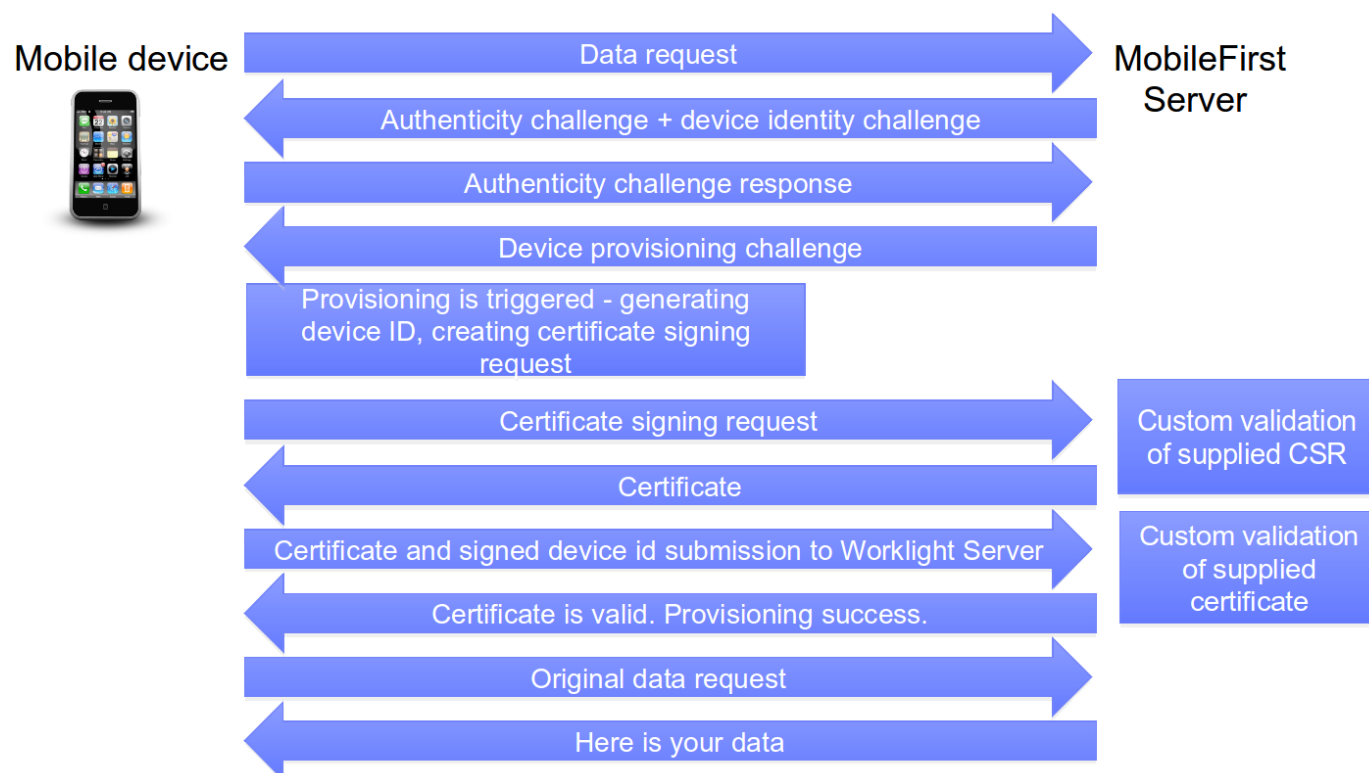 Mobile device
Data request
MobileFirst
Server
Authenticity challenge + device identity challenge
Authenticity challenge response
Device provisioning challenge
Provisioning is triggered - generating
device ID, creating certificate signing
request
Certificate signing request
Custom validation
of supplied CSR
Certificate
Certificate and signed device id submission to Worklight Server
Custom validation
of supplied
certificate
Certificate is valid. Provisioning success.
Original data request
Here is your data